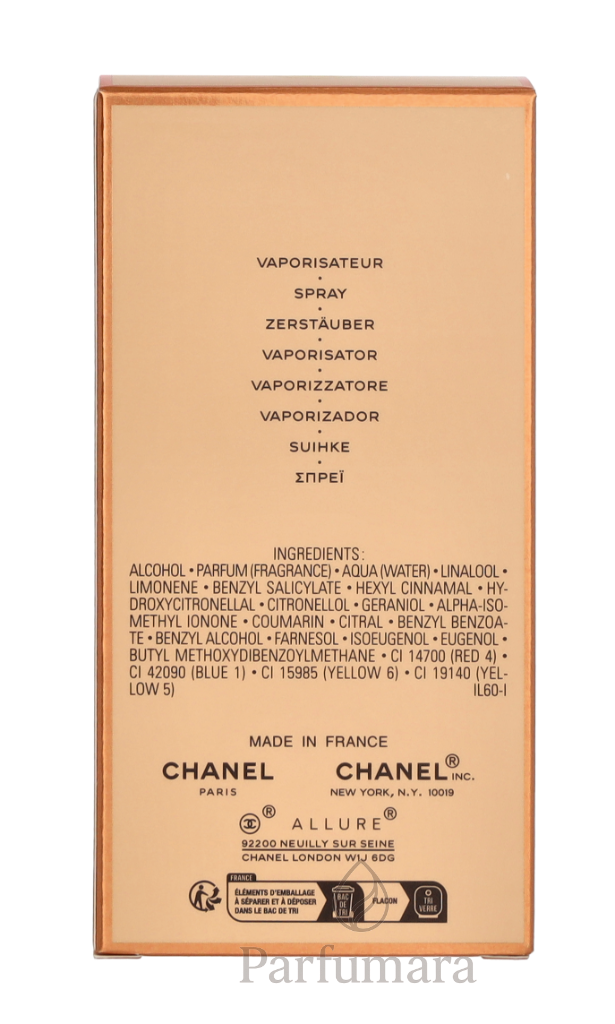 VAPORISATEUR
•
SPRAY
•
ZERSTÄUBER
•
VAPORISATOR
•
VAPORIZZATORE
•
VAPORIZADOR
•
SUIHKE
•
ΣΠΡΕΪ
INGREDIENTS:
ALCOHOL • PARFUM (FRAGRANCE) • AQUA (WATER) • LINALOOL •
LIMONENE • BENZYL SALICYLATE • HEXYL CINNAMAL • HY-
DROXYCITRONELLAL • CITRONELLOL • GERANIOL • ALPHA-ISO-
METHYL IONONE • COUMARIN • CITRAL • BENZYL BENZOA-
TE • BENZYL ALCOHOL • FARNESOL • ISOEUGENOL • EUGENOL •
BUTYL METHOXYDIBENZOYLMETHANE • CI 14700 (RED 4) •
CI 42090 (BLUE 1) • CI 15985 (YELLOW 6) • CI 19140 (YEL-
LOW 5) IL60-I
MADE IN FRANCE
CHANEL CHANEL® INC.
PARIS NEW YORK, N.Y. 10019
® ALLURE®
92200 NEUILLY SUR SEINE
CHANEL LONDON W1J 6DG
FRANCE
ÉLÉMENTS D'EMBALLAGE
À SÉPARER ET À DÉPOSER
DANS LE BAC DE TRI
BAC
DE
TRI
FLACON
TRI
VERRE
Parfumara